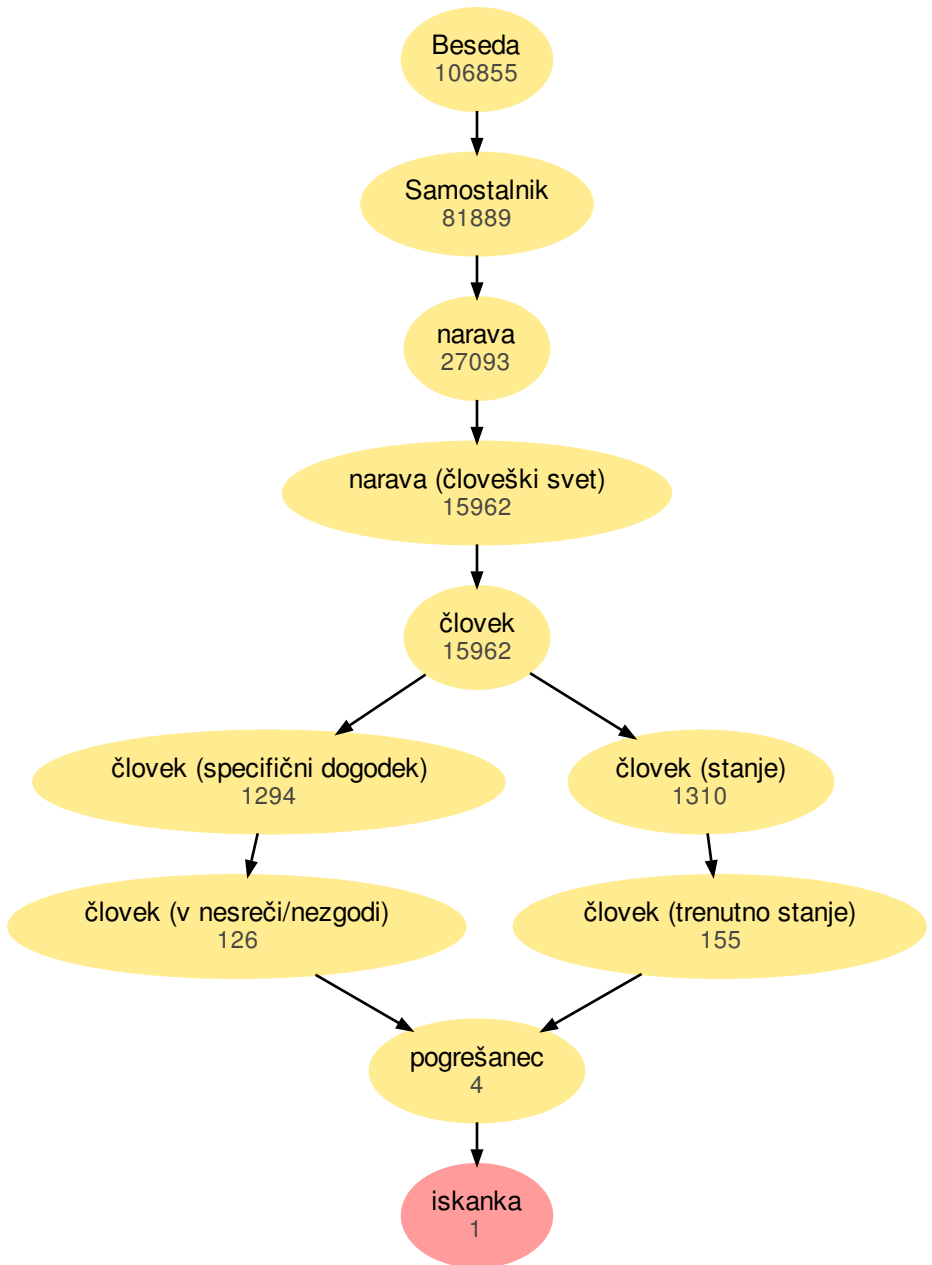 Beseda
106855
Samostalnik
81889
narava
27093
narava (človeški svet)
15962
človek
15962
človek (specifični dogodek)
1294
človek (stanje)
1310
človek (v nesreči/nezgodi)
126
človek (trenutno stanje)
155
pogrešanec
4
iskanka
1